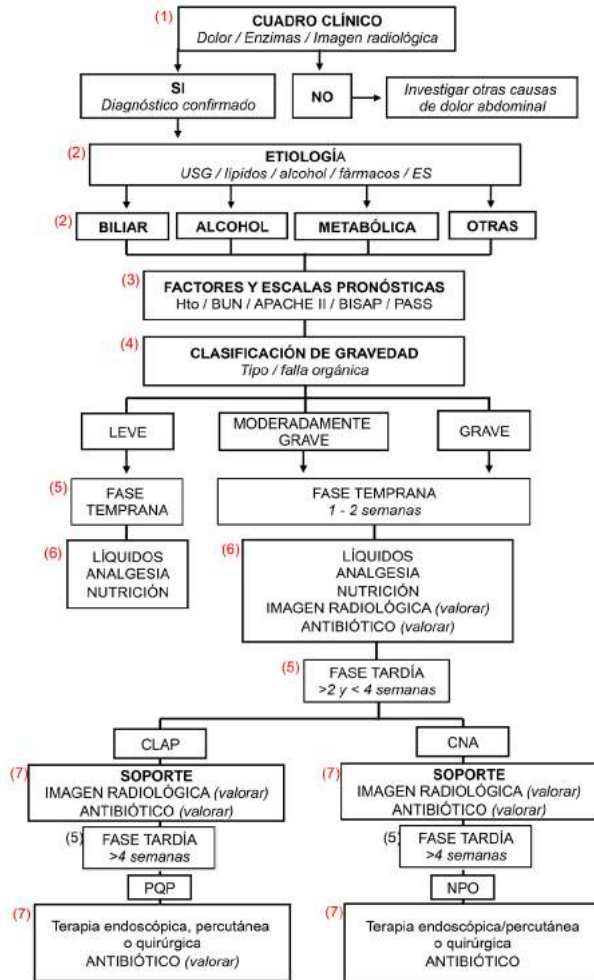 (1) CUADRO CLÍNICO
Dolor / Enzimas / Imagen radiológica
SI
Diagnóstico confirmado
NO
Investigar otras causas
de dolor abdominal
(2) ETIOLOGÍA
USG / lípidos / alcohol / fármacos / ES
(2) BILIAR
ALCOHOL
METABÓLICA
OTRAS
(3) FACTORES Y ESCALAS PRONÓSTICAS
Hto / BUN / APACHE II / BISAP / PASS
(4) CLASIFICACIÓN DE GRAVEDAD
Tipo / falla orgánica
LEVE
MODERADAMENTE
GRAVE
GRAVE
(5) FASE
TEMPRANA
FASE TEMPRANA
1 - 2 semanas
(6) LÍQUIDOS
ANALGESIA
NUTRICIÓN
(6) LÍQUIDOS
ANALGESIA
NUTRICIÓN
IMAGEN RADIOLÓGICA (valorar)
ANTIBIÓTICO (valorar)
(5) FASE TARDÍA
>2 y < 4 semanas
CLAP
CNA
(7) SOPORTE
IMAGEN RADIOLÓGICA (valorar)
ANTIBIÓTICO (valorar)
(7) SOPORTE
IMAGEN RADIOLÓGICA (valorar)
ANTIBIÓTICO (valorar)
(5) FASE TARDÍA
>4 semanas
(5) FASE TARDÍA
>4 semanas
PQP
NPO
(7) Terapia endoscópica, percutánea
o quirúrgica
ANTIBIÓTICO (valorar)
(7) Terapia endoscópica/percutánea
o quirúrgica
ANTIBIÓTICO